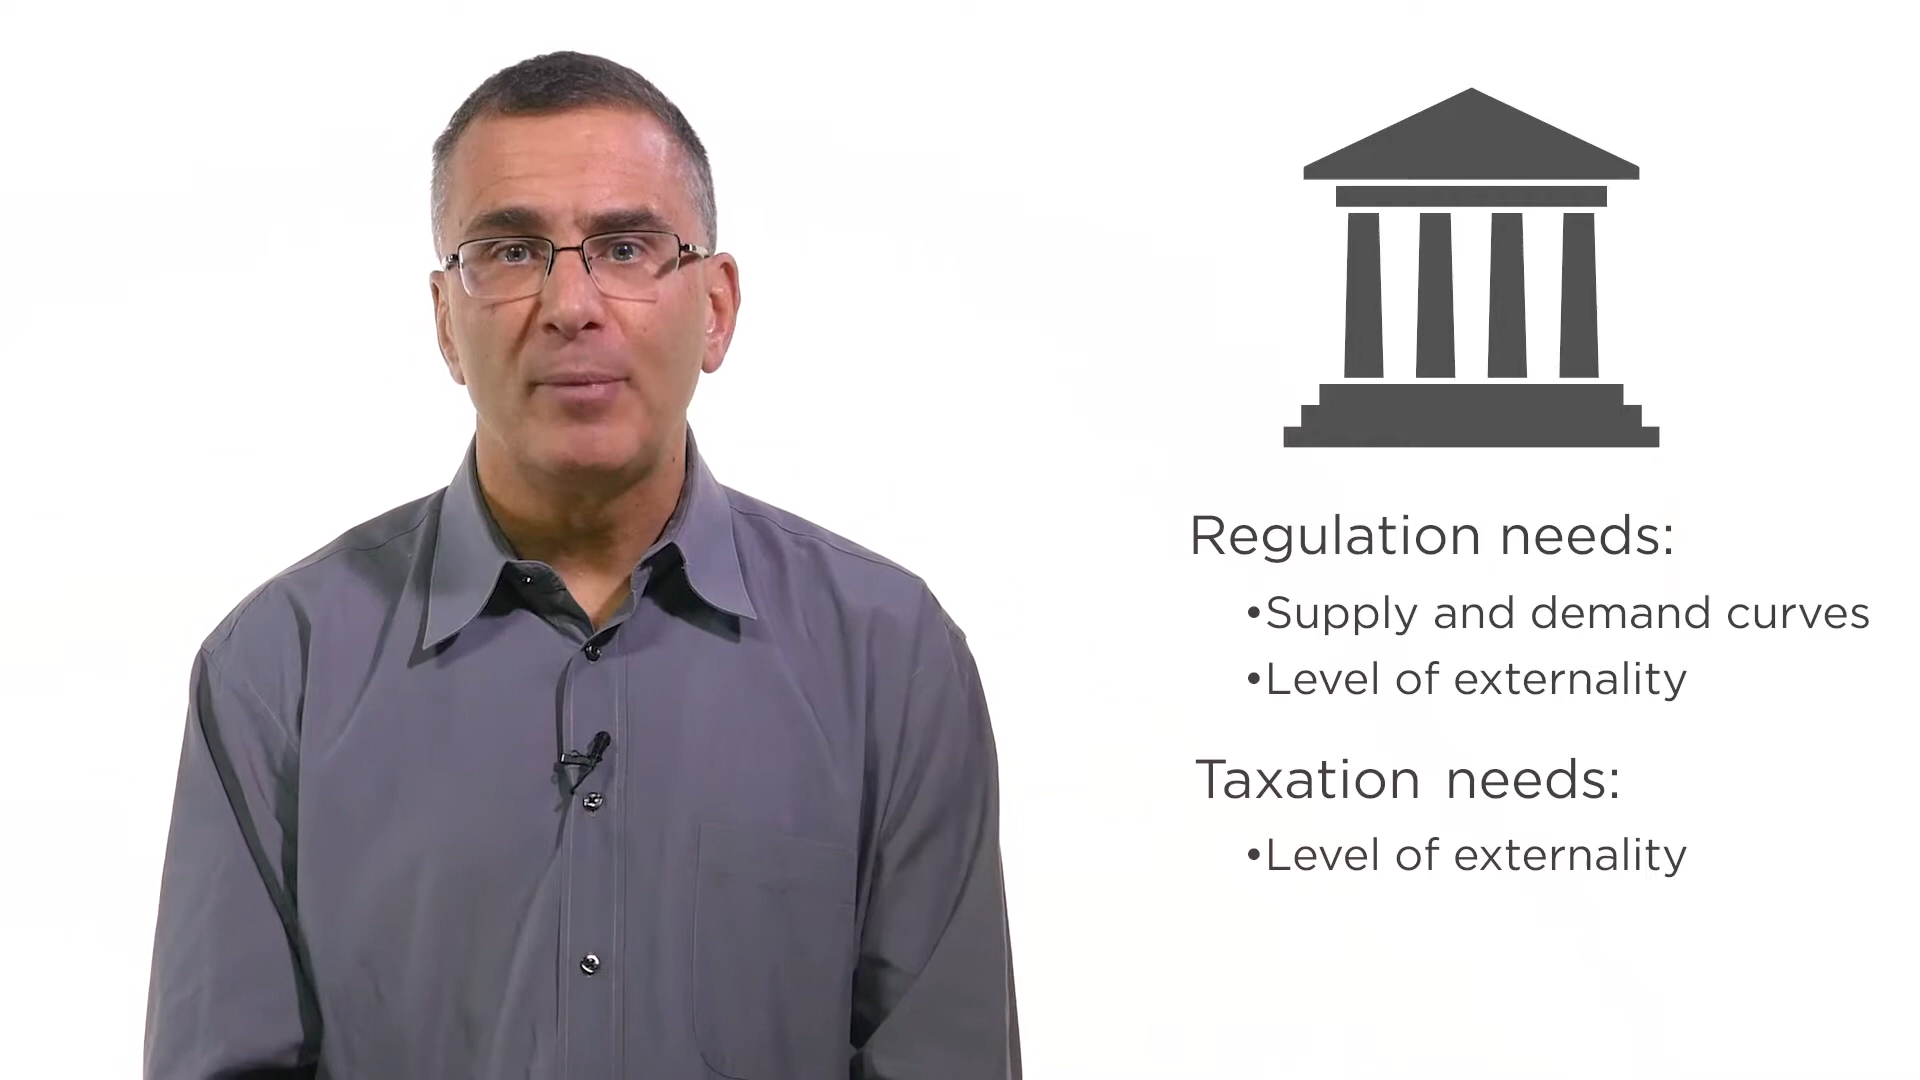 Regulation needs:
•Supply and demand curves
•Level of externality
Taxation needs:
•Level of externality